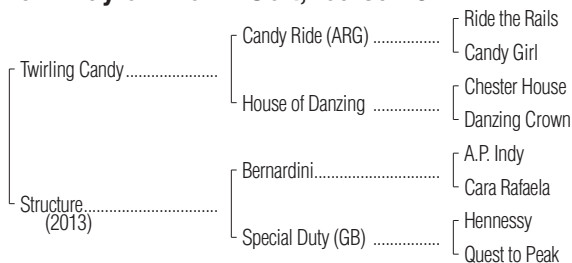 Ride the Rails
Candy Ride (ARG) ................
Candy Girl
Twirling Candy ......................
Chester House
House of Danzing ................
Danzing Crown
A.P. Indy
Bernardini..............................
Cara Rafaela
Structure................................
(2013)
Hennessy
Special Duty (GB) ................
Quest to Peak